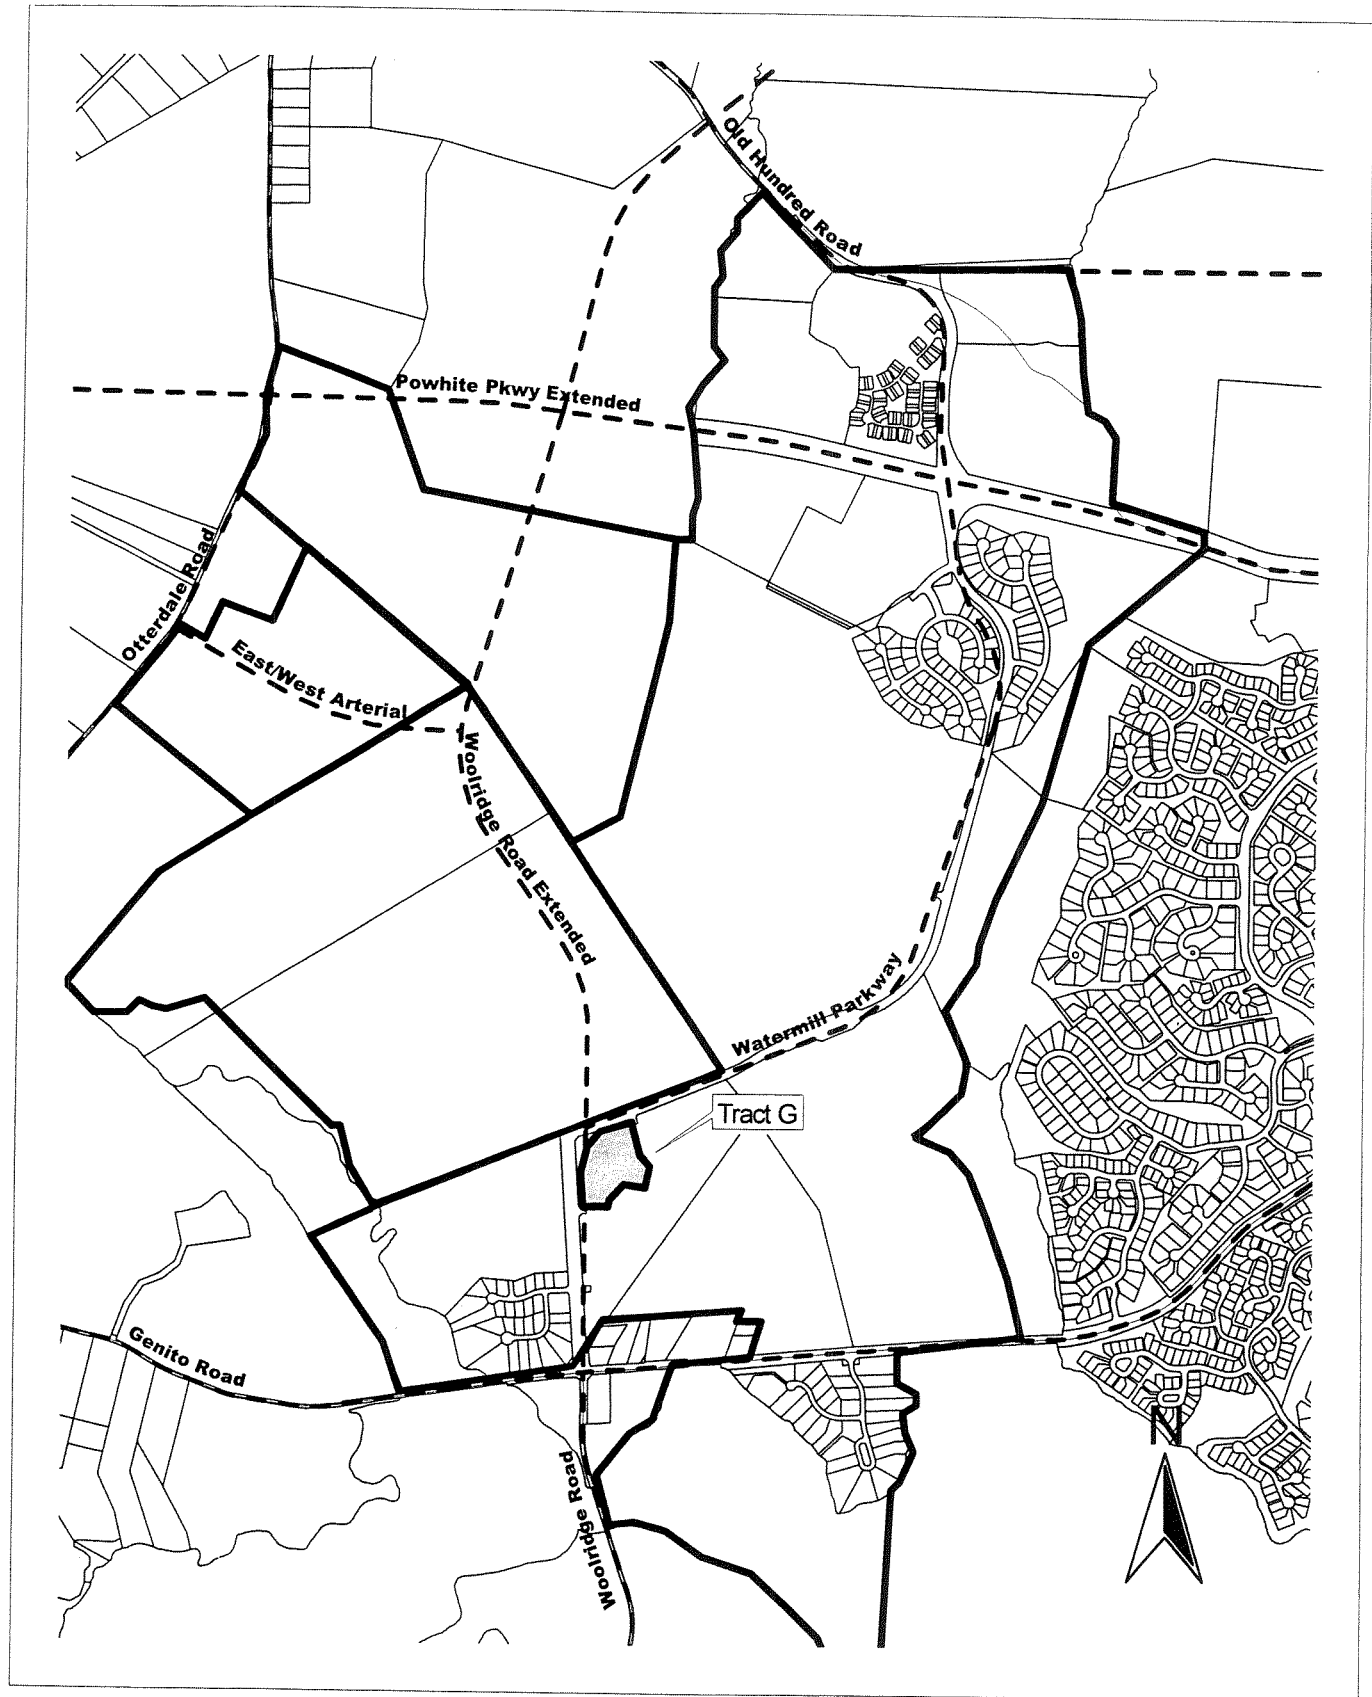 Old Hundred Road
Powhite Pkwy Extended
Otterdale Road
East/West Arterial
Woolridge Road Extended
Watermill Parkway
Tract G
Genito Road
N
Woolridge Road